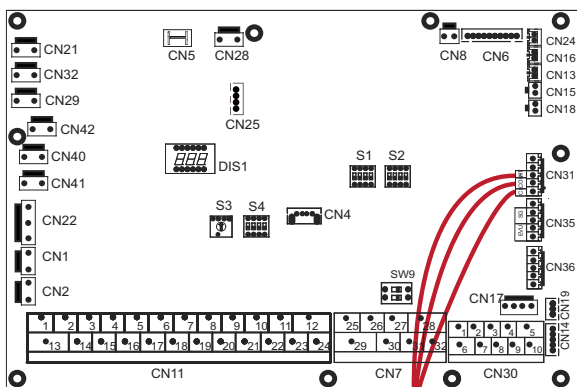 CN21
CN5
CN28
CN8
CN6
CN24
CN16
CN13
CN15
CN18
CN32
CN29
CN25
CN42
CN40
CN41
DIS1
S1
S2
CN31
CN22
S3
S4
CN4
SG
EVU
CN35
CN1
SW9
CN36
CN2
CN17
CN19
CN14
1 2 3 4 5 6 7 8 9 10 11 12
13 14 15 16 17 18 19 20 21 22 23 24
25 26 27 28
29 30 31 32
1 2 3 4 5
6 7 8 9 10
CN11
CN7
CN30